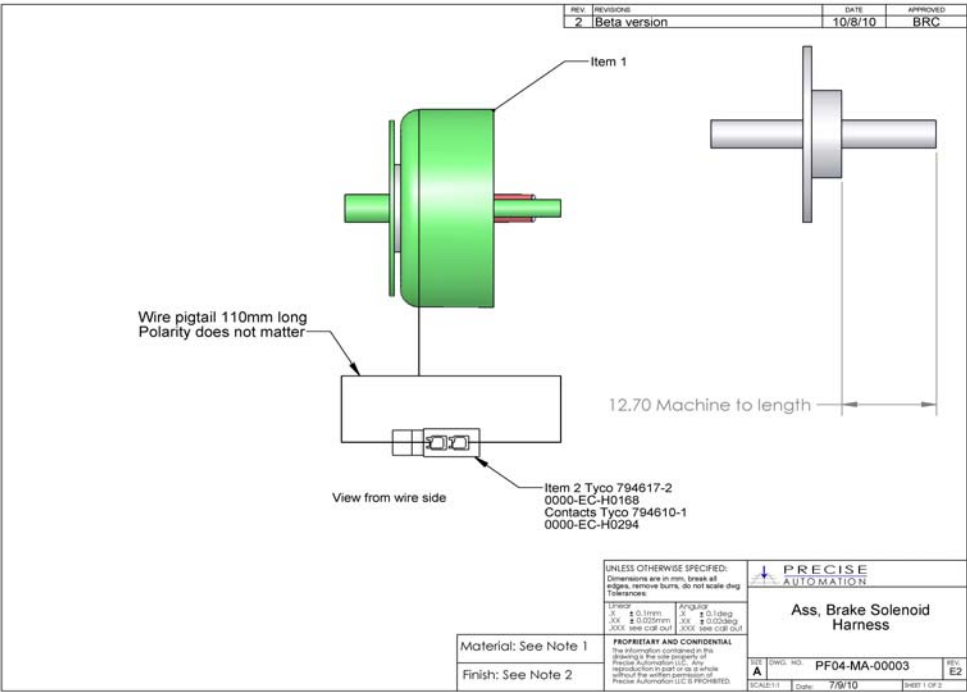 REV. REVISIONS DATE APPROVED
2 Beta version 10/8/10 BRC
Item 1
Wire pigtail 110mm long
Polarity does not matter
12.70 Machine to length
View from wire side
Item 2 Tyco 794617-2
0000-EC-H0168
Contacts Tyco 794610-1
0000-EC-H0294
UNLESS OTHERWISE SPECIFIED:
Dimensions are in mm, break all
edges, remove burrs, do not scale dwg
Tolerances:
Linear
.X ± 0.1mm
.XX ± 0.025mm
.XXX see call out
Angular
.X ± 0.1deg
.XX ± 0.02deg
.XXX see call out
PROPRIETARY AND CONFIDENTIAL
The information contained in this
drawing is the sole property of
Precise Automation LLC. Any
reproduction in part or as a whole
without the written permission of
Precise Automation LLC is PROHIBITED.
Material: See Note 1
Finish: See Note 2
PRECISE
AUTOMATION
Ass, Brake Solenoid
Harness
SIZE DWG. NO. REV.
A PF04-MA-00003 E2
SCALE:1:1 Date: 7/9/10 SHEET 1 OF 2